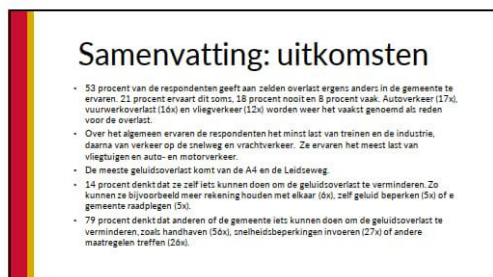 Samenvatting: uitkomsten
• 53 procent van de respondenten geeft aan zelden overlast ergens anders in de gemeente te
ervaren. 21 procent ervaart dit soms, 18 procent nooit en 8 procent vaak. Autoverkeer (17x),
vuurwerkoverlast (16x) en vliegverkeer (12x) worden weer het vaakst genoemd als reden
voor de overlast.
• Over het algemeen ervaren de respondenten het minst last van treinen en de industrie,
daarna van verkeer op de snelweg en vrachtverkeer. Ze ervaren het meest last van
vliegtuigen en auto- en motorverkeer.
• De meeste geluidsoverlast komt van de A4 en de Leidseweg.
• 14 procent denkt dat ze zelf iets kunnen doen om de geluidsoverlast te verminderen. Zo
kunnen ze bijvoorbeeld meer rekening houden met elkaar (6x), zelf geluid beperken (5x) of e
gemeente raadplegen (5x).
• 79 procent denkt dat anderen of de gemeente iets kunnen doen om de geluidsoverlast te
verminderen, zoals handhaven (56x), snelheidsbeperkingen invoeren (27x) of andere
maatregelen treffen (26x).